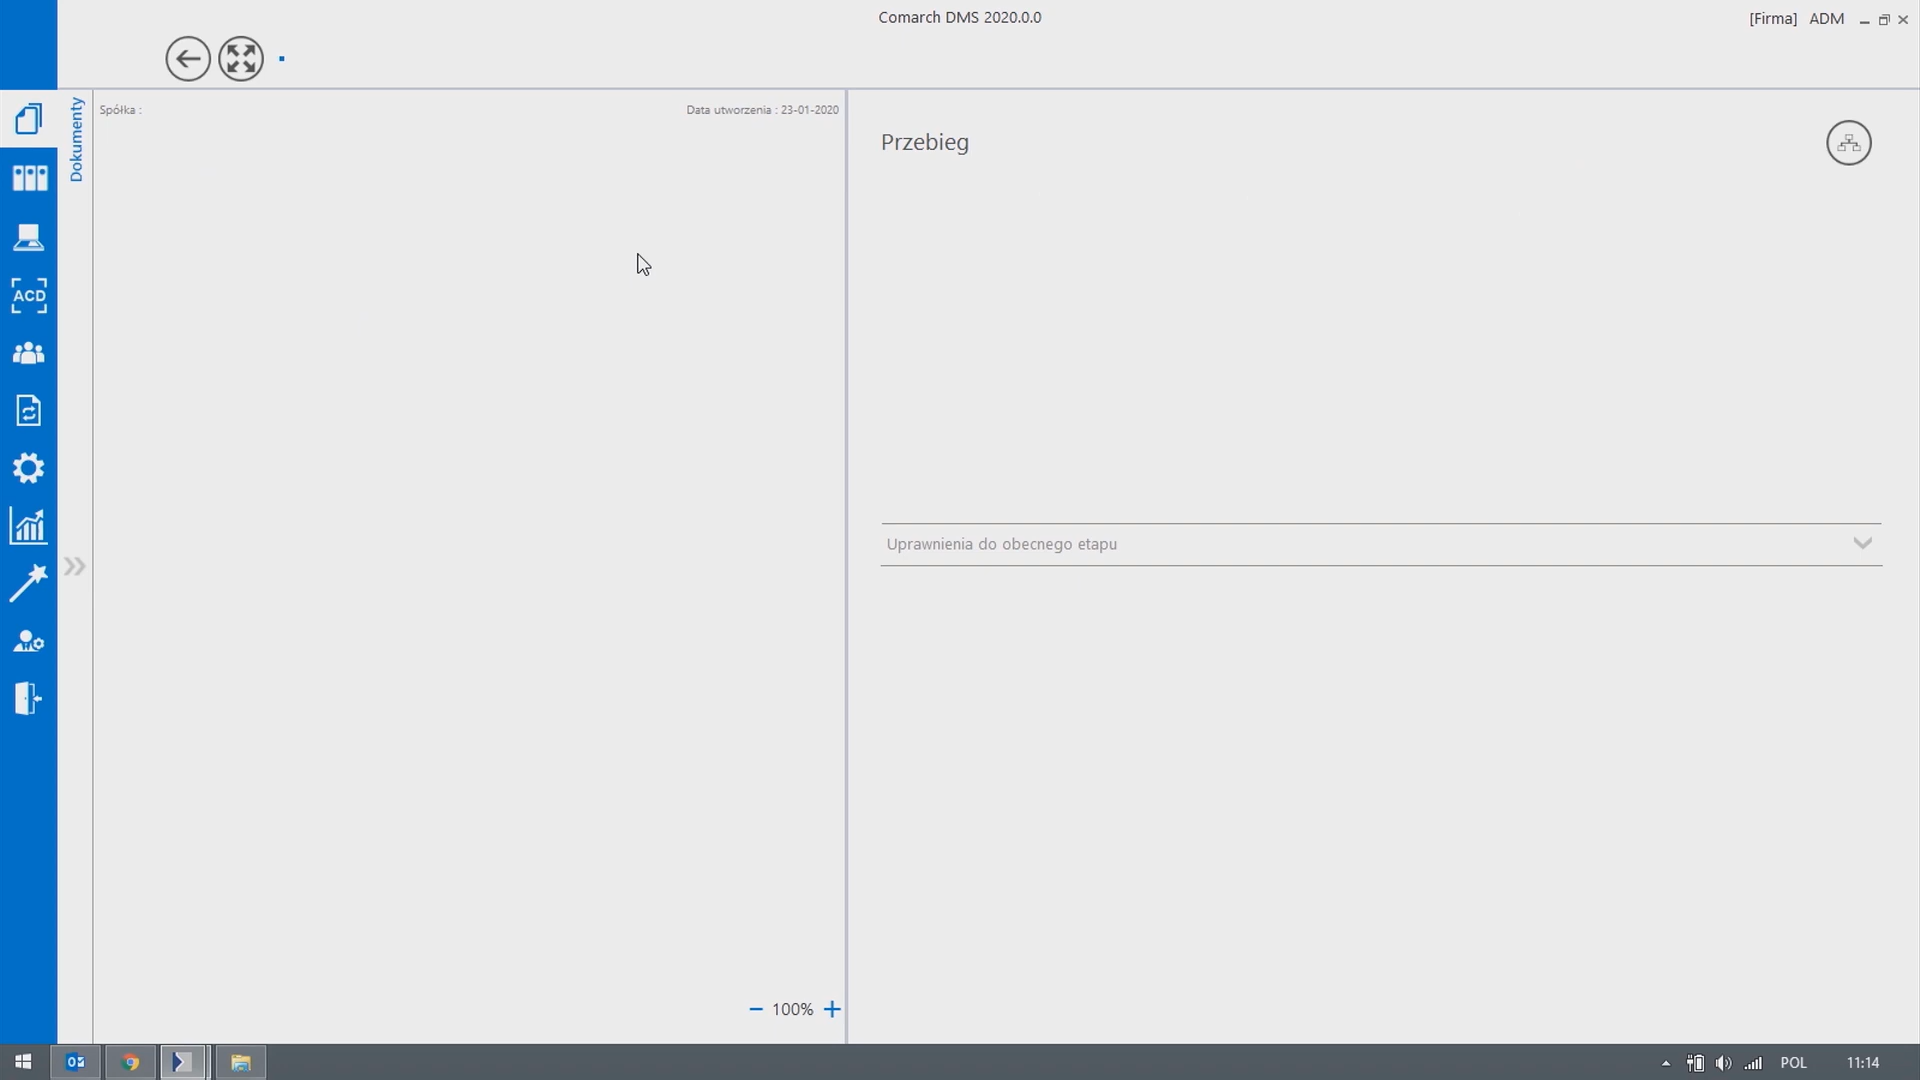 Comarch DMS 2020.0.0
[Firma] ADM
Dokumenty
Spółka :
Data utworzenia : 23-01-2020
Przebieg
ACD
Uprawnienia do obecnego etapu
100%
POL
11:14